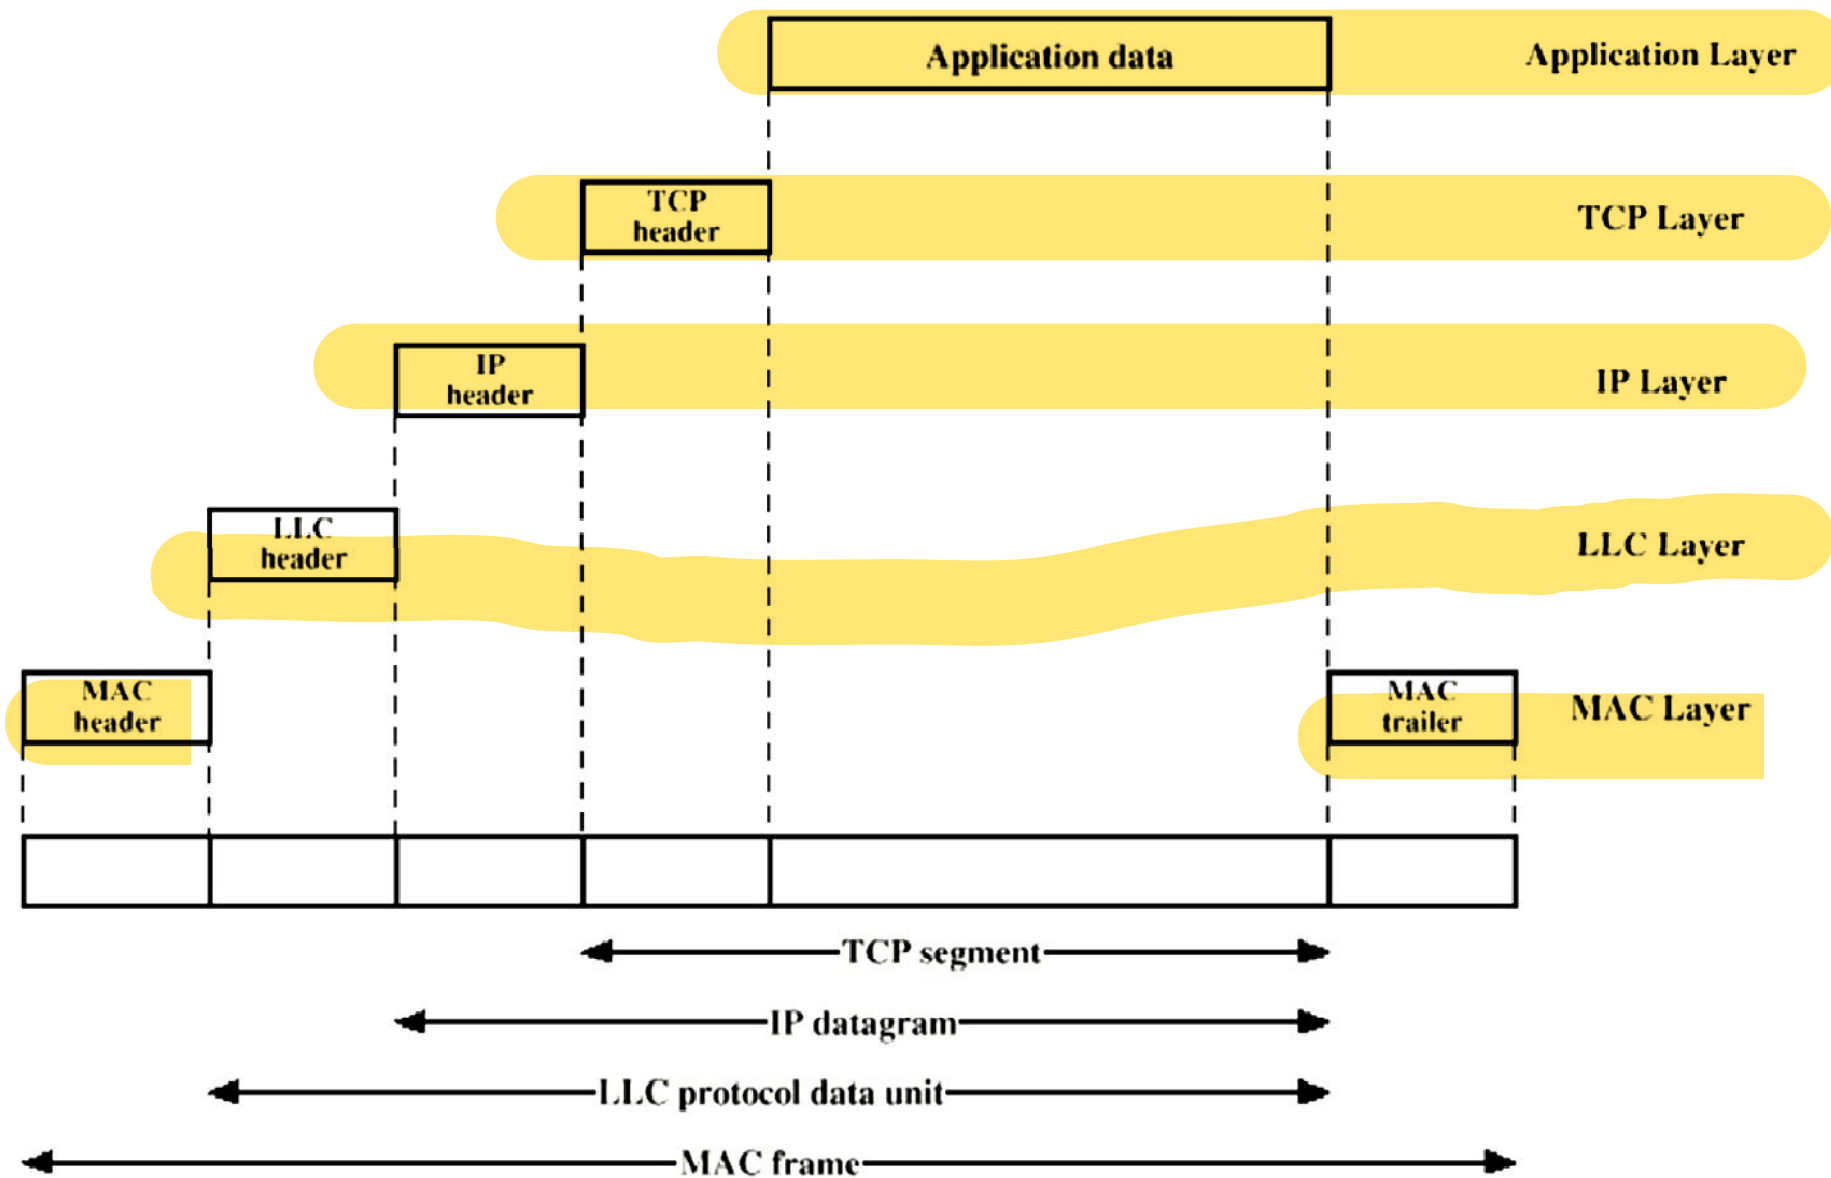 Application data
Application Layer
TCP
header
TCP Layer
IP
header
IP Layer
LLC
header
LLC Layer
MAC
header
MAC
trailer
MAC Layer
TCP segment
IP datagram
LLC protocol data unit
MAC frame